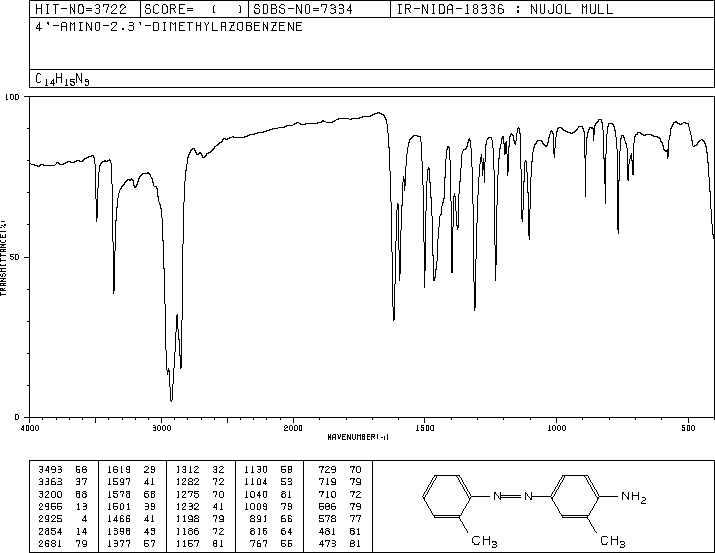 HIT-NO=3722 SCORE= ( ) SDBS-NO=7334 IR-NIDA-18336 : NUJOL MULL
4'-AMINO-2,3'-DIMETHYLAZOBENZENE
C14H15N3
100
50
0
TRANSMITTANCE(%)
4000 3000 2000 1500 1000 500
WAVENUMBER(-1)
3493 66 1619 29 1312 32 1130 68 729 70
3363 37 1597 41 1282 72 1104 53 719 79
3200 68 1578 66 1275 70 1040 81 710 72
2955 13 1501 39 1232 41 1009 79 586 79
2925 4 1466 41 1198 79 891 66 578 77
2854 14 1398 49 1186 72 816 64 481 81
2681 79 1377 57 1157 81 767 55 473 81
N N NH2
CH3 CH3